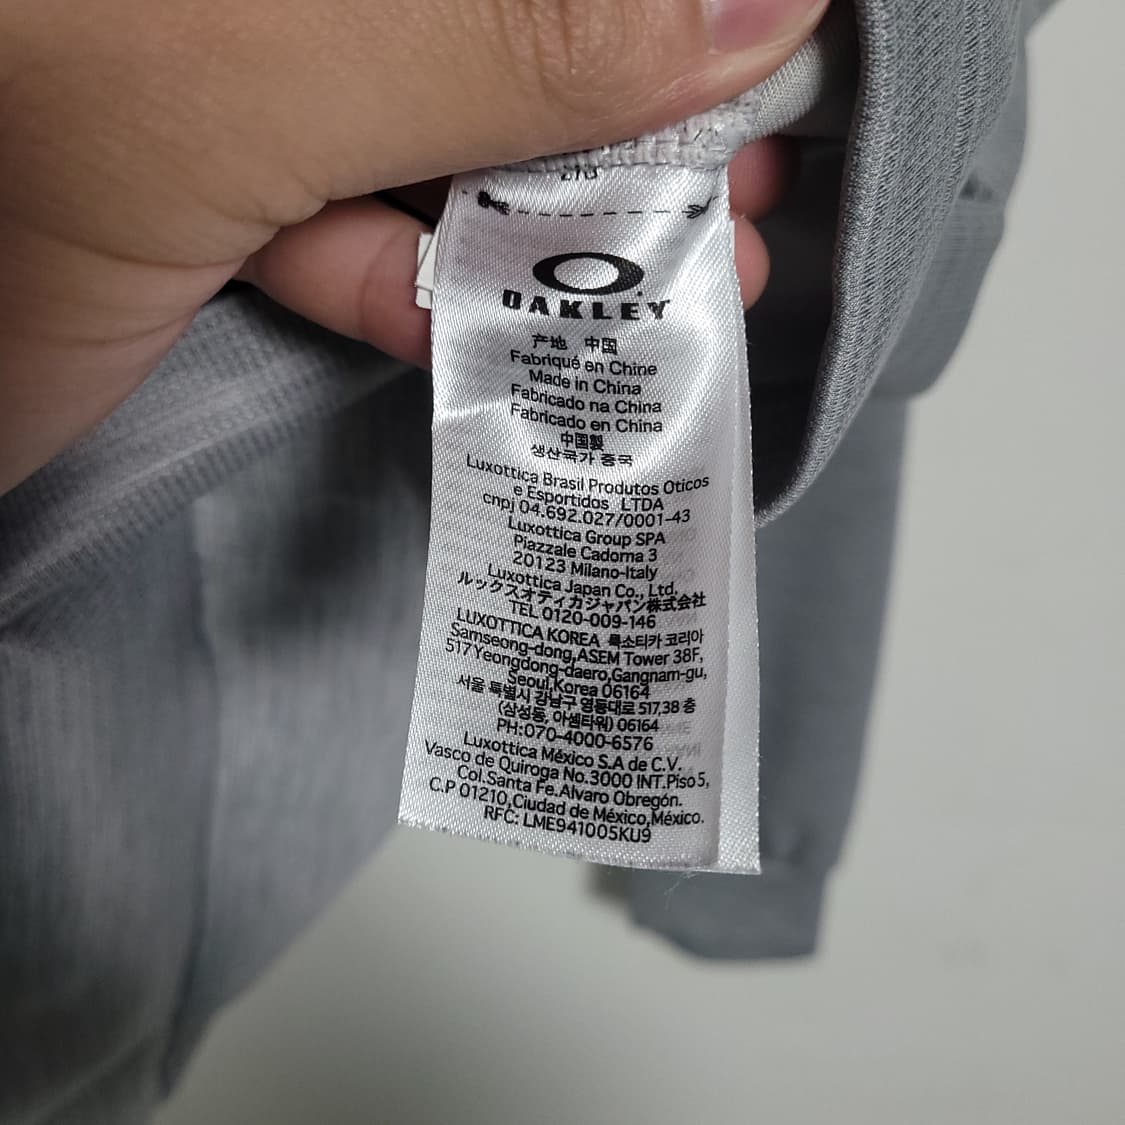 OAKLEY
产地 中国
Fabriqué en Chine
Made in China
Fabricado na China
Fabricado en China
中国製
생산국가 중국
Luxottica Brasil Produtos Oticos
e Esportidos LTDA
cnpj 04.692.027/0001-43
Luxottica Group SPA
Piazzale Cadorna 3
20123 Milano-Italy
Luxottica Japan Co., Ltd.
ルックスオティカジャパン株式会社
TEL 0120-009-146
LUXOTTICA KOREA 룩소티카 코리아
Samseong-dong,ASEM Tower 38F,
517Yeongdong-daero,Gangnam-gu,
Seoul,Korea 06164
서울 특별시 강남구 영동대로 517,38 층
(삼성동, 아셈타워) 06164
PH:070-4000-6576
Luxottica México S.A de C.V.
Vasco de Quiroga No.3000 INT.Piso 5,
Col.Santa Fe.Alvaro Obregón.
C.P 01210,Ciudad de México,México.
RFC: LME941005KU9